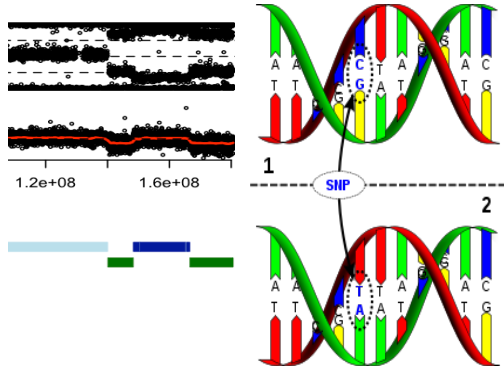 1.2e+08 1.6e+08
A A C T A G A C
T T G G A T C T G
1
SNP
2
A A T T A G A C
T T G A A T C T G